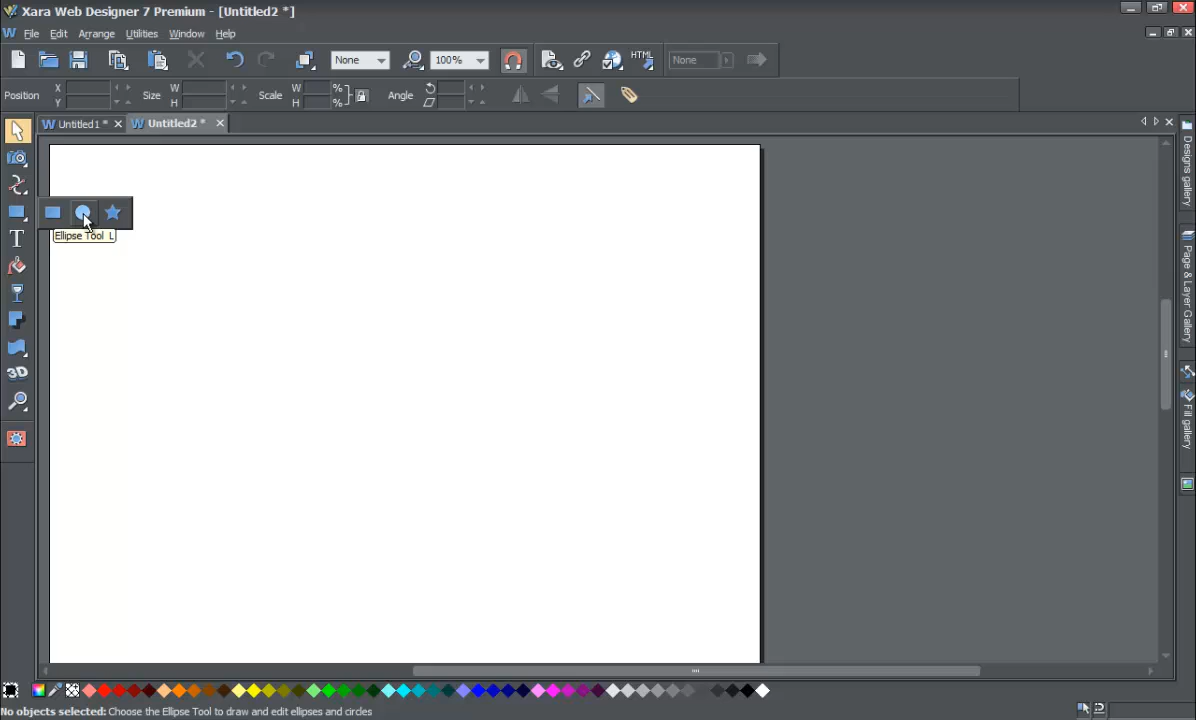 Xara Web Designer 7 Premium - [Untitled2 *]
File Edit Arrange Utilities Window Help
None 100% HTML None
Position X Y Size W H Scale W H % % Angle
Untitled1 * Untitled2 *
Ellipse Tool L
T
3D
Designs gallery
Page & Layer Gallery
Fill gallery
No objects selected: Choose the Ellipse Tool to draw and edit ellipses and circles